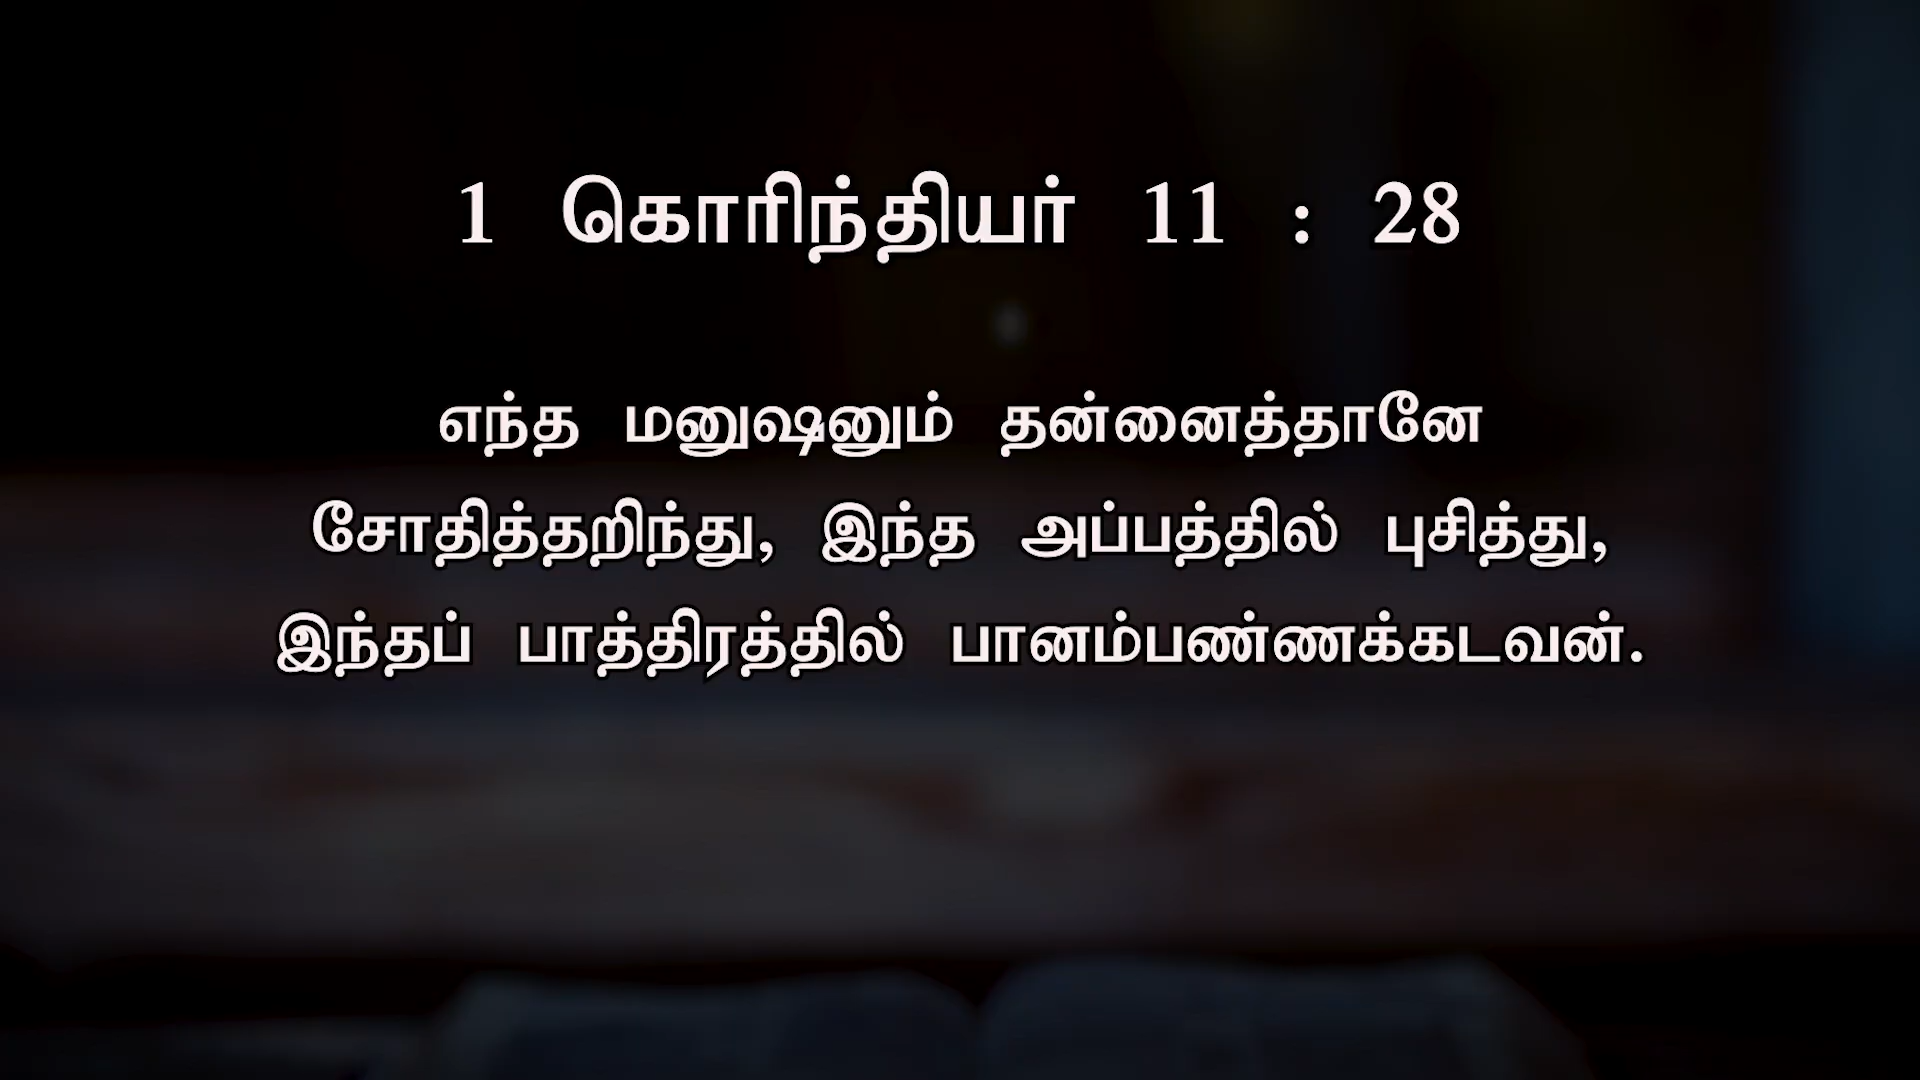 1 கொரிந்தியர் 11 : 28
எந்த மனுஷனும் தன்னைத்தானே
சோதித்தறிந்து, இந்த அப்பத்தில் புசித்து,
இந்தப் பாத்திரத்தில் பானம்பண்ணக்கடவன்.